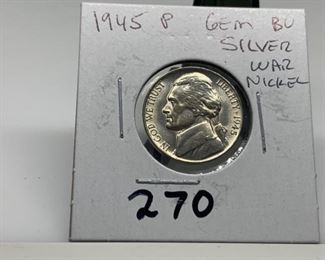 1945 P GEM BU
SILVER
WAR
NICKEL
IN GOD WE TRUST
LIBERTY 1945
270